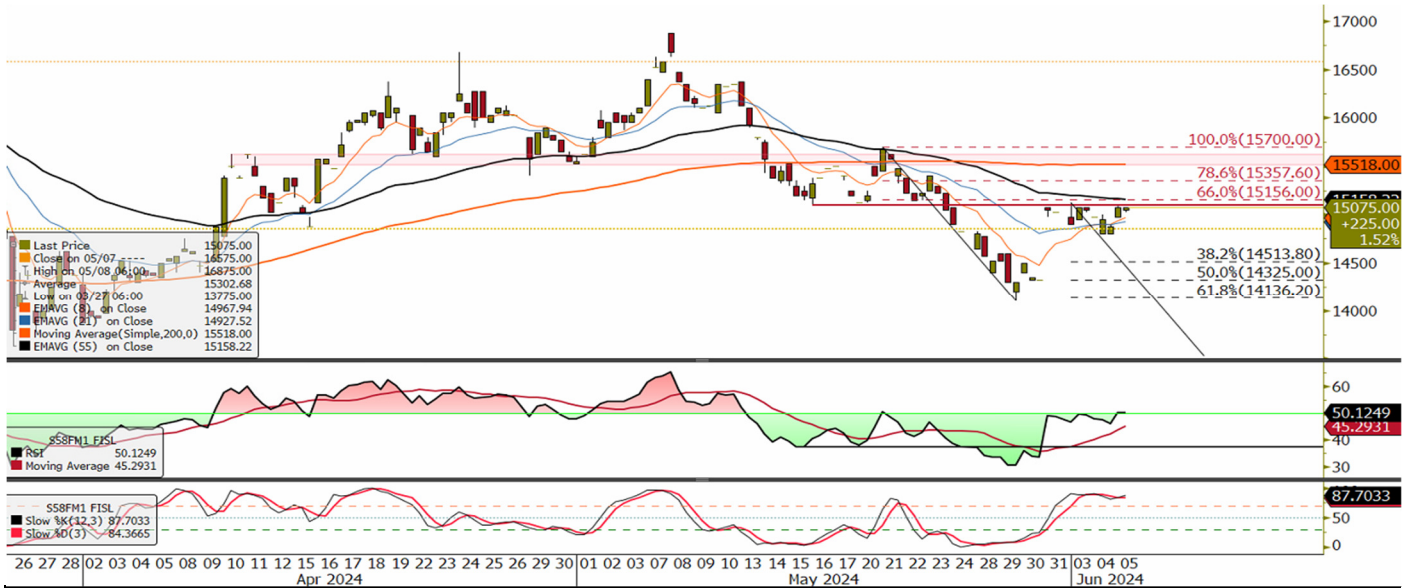 17000
16500
16000
100.0%(15700.00)
15518.00
78.6%(15357.60)
66.0%(15156.00)
15158.22
15075.00
+225.00
1.52%
38.2%(14513.80)
14500
50.0%(14325.00)
61.8%(14136.20)
14000
Last Price 15075.00
Close on 05/07 ---- 16575.00
High on 05/08 06:00 16875.00
Average 15302.68
Low on 03/27 06:00 13775.00
EMAVG (8) on Close 14967.94
EMAVG (21) on Close 14927.52
Moving Average(Simple,200,0) 15518.00
EMAVG (55) on Close 15158.22
60
50.1249
45.2931
40
30
S58FM1 FISL
RSI 50.1249
Moving Average 45.2931
87.7033
50
0
S58FM1 FISL
Slow %K(12,3) 87.7033
Slow %D(3) 84.3665
26 27 28 02 03 04 05 08 09 10 11 12 15 16 17 18 19 22 23 24 25 26 29 30 01 02 03 06 07 08 09 10 13 14 15 16 17 20 21 22 23 24 27 28 29 30 31 03 04 05
Apr 2024 May 2024 Jun 2024